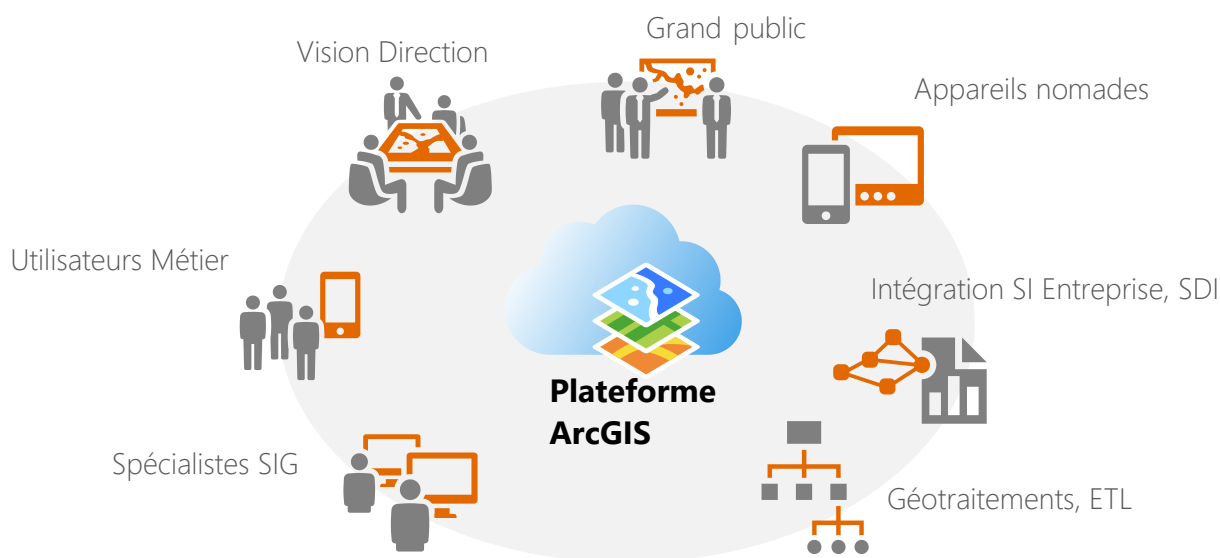 Grand public
Vision Direction
Appareils nomades
Utilisateurs Métier
Intégration SI Entreprise, SDI
Plateforme
ArcGIS
Spécialistes SIG
Géotraitements, ETL